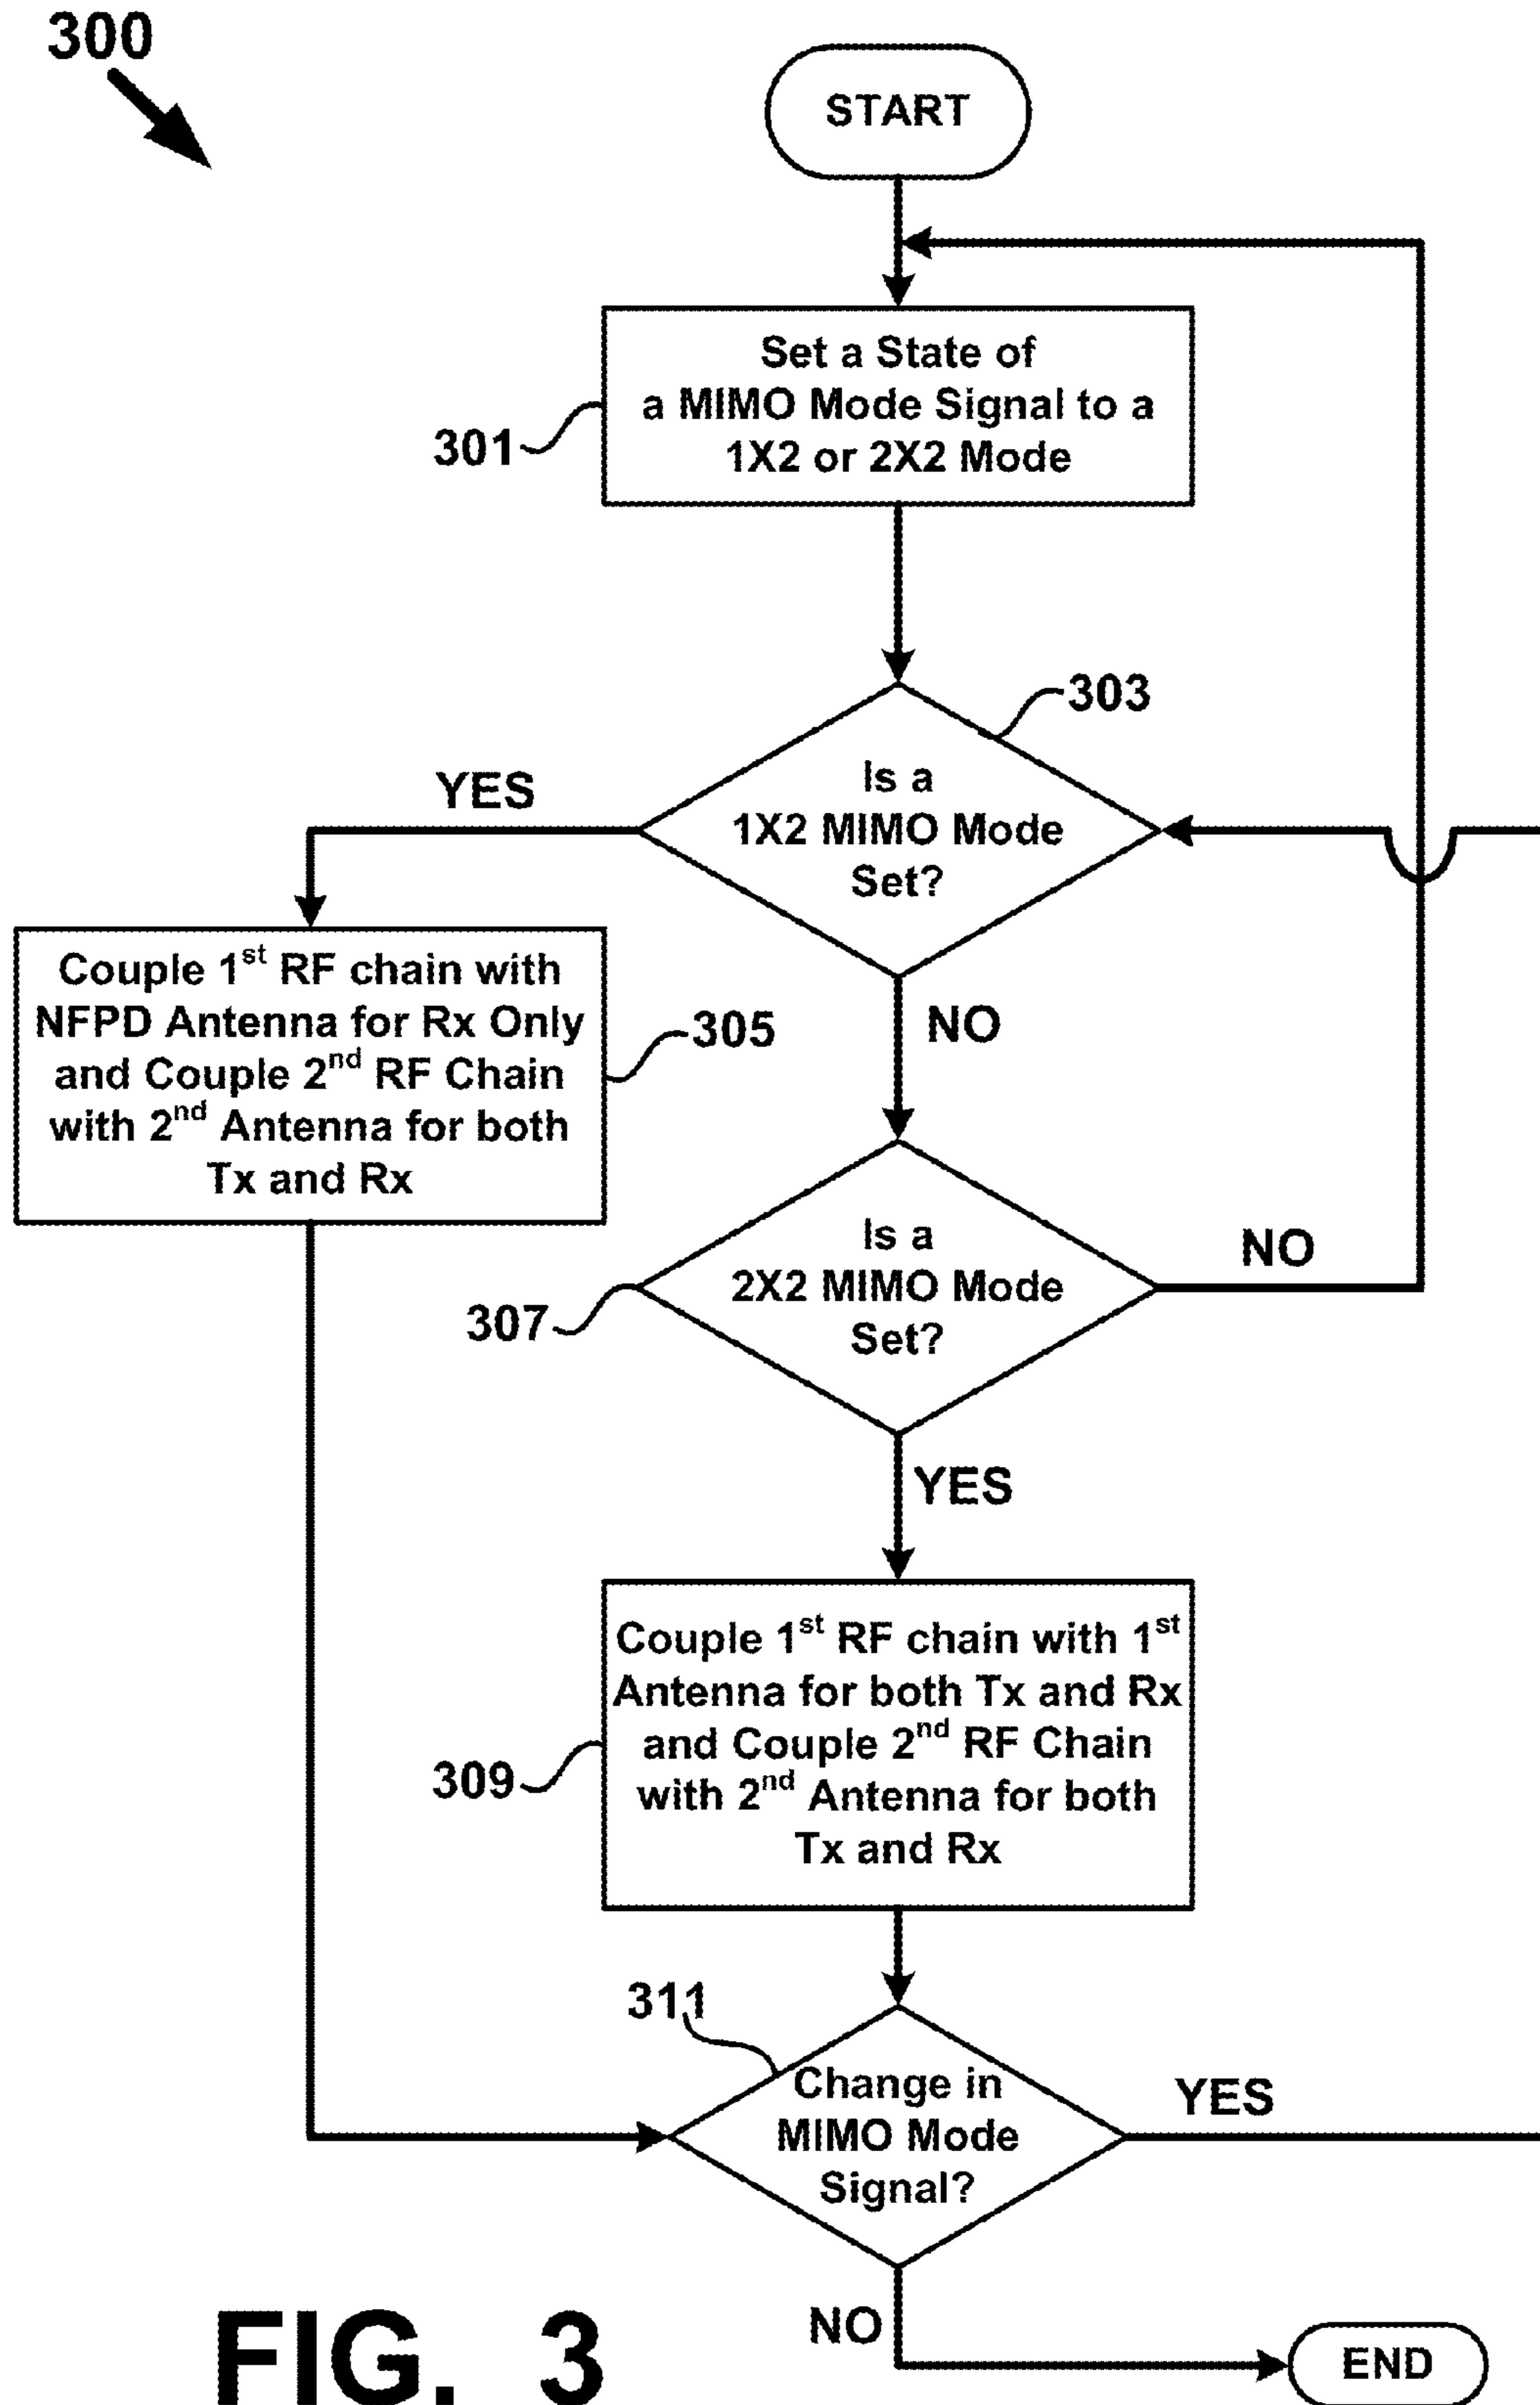 300
START
Set a State of
a MIMO Mode Signal to a
1X2 or 2X2 Mode
301
303
Is a
1X2 MIMO Mode
Set?
YES
NO
Couple 1st RF chain with
NFPD Antenna for Rx Only
and Couple 2nd RF Chain
with 2nd Antenna for both
Tx and Rx
305
Is a
2X2 MIMO Mode
Set?
307
NO
YES
Couple 1st RF chain with 1st
Antenna for both Tx and Rx
and Couple 2nd RF Chain
with 2nd Antenna for both
Tx and Rx
309
311
Change in
MIMO Mode
Signal?
YES
NO
END
FIG. 3